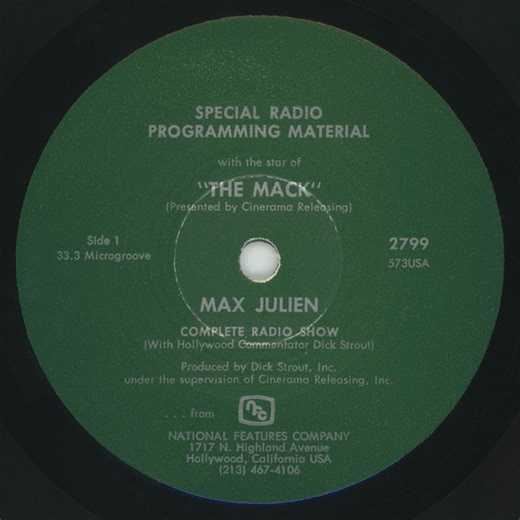 SPECIAL RADIO
PROGRAMMING MATERIAL
with the star of
"THE MACK"
(Presented by Cinerama Releasing)
Side 1
33.3 Microgroove
2799
573USA
MAX JULIEN
COMPLETE RADIO SHOW
(With Hollywood Commentator Dick Strout)
Produced by Dick Strout, Inc.
under the supervision of Cinerama Releasing, Inc.
. . . from
nfc
NATIONAL FEATURES COMPANY
1717 N. Highland Avenue
Hollywood, California USA
(213) 467-4106